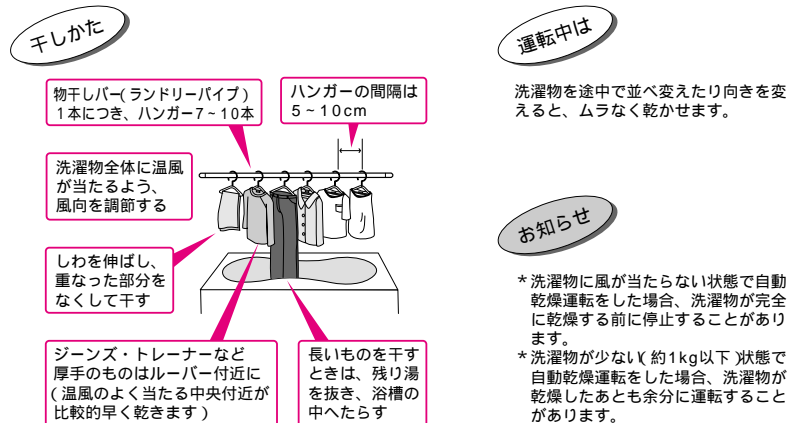 干しかた
物干しバー(ランドリーパイプ)
1本につき、ハンガー7~10本
ハンガーの間隔は
5~10cm
洗濯物全体に温風
が当たるよう、
風向を調節する
しわを伸ばし、
重なった部分を
なくして干す
ジーンズ・トレーナーなど
厚手のものはルーバー付近に
(温風のよく当たる中央付近が
比較的早く乾きます)
長いものを干す
ときは、残り湯
を抜き、浴槽の
中へたらす
運転中は
洗濯物を途中で並べ変えたり向きを変
えると、ムラなく乾かせます。
お知らせ
*洗濯物に風が当たらない状態で自動
乾燥運転をした場合、洗濯物が完全
に乾燥する前に停止することがあり
ます。
*洗濯物が少ない(約1kg以下)状態で
自動乾燥運転をした場合、洗濯物が
乾燥したあとも余分に運転すること
があります。